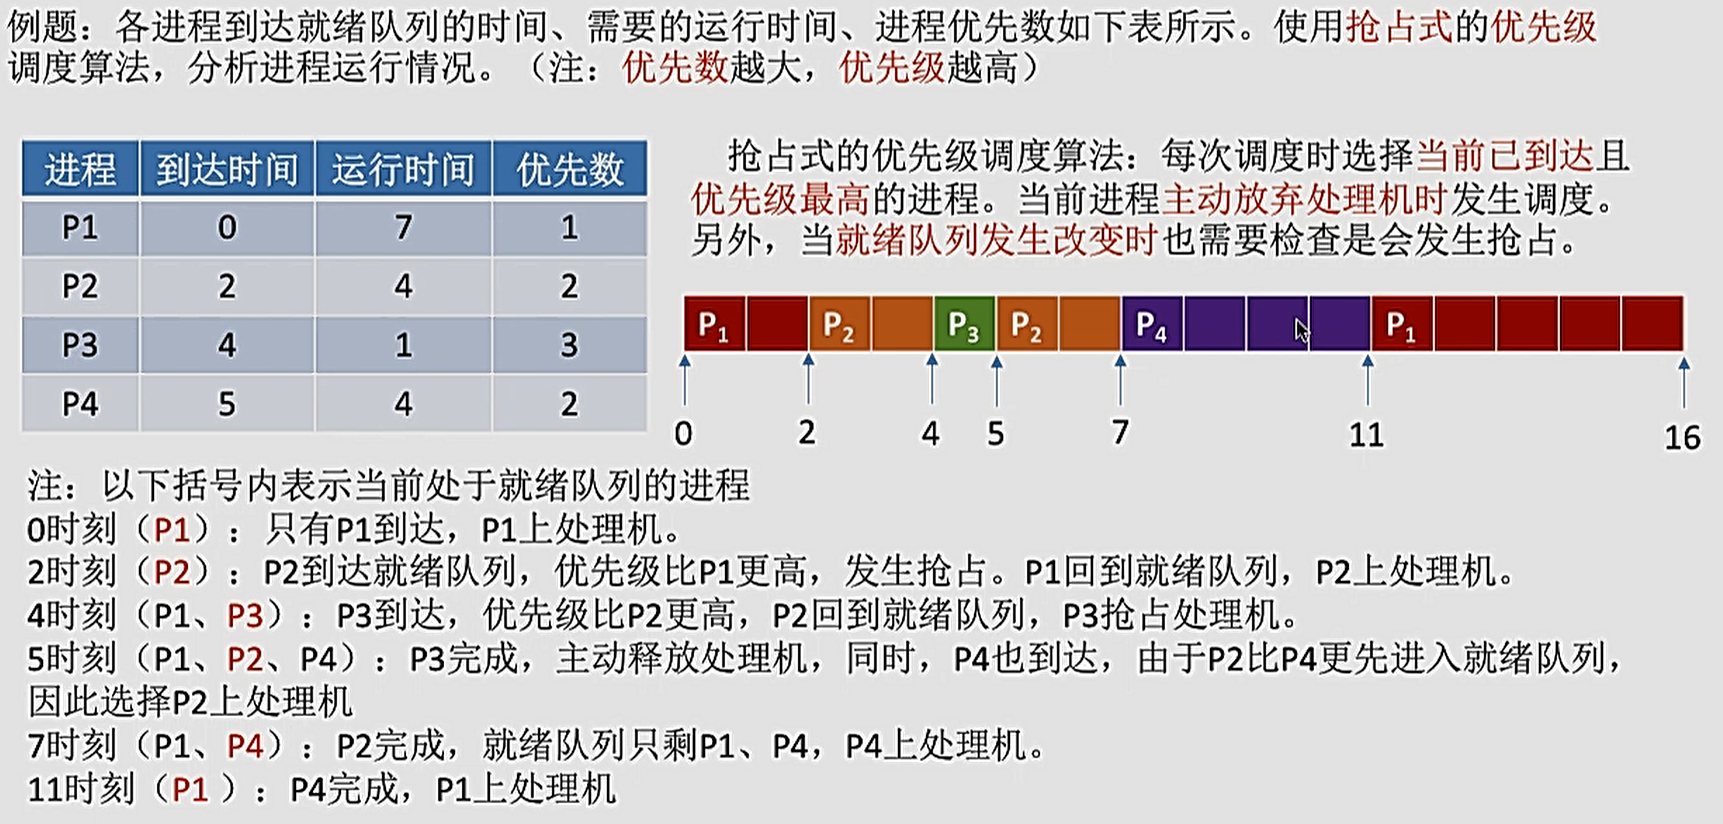 例题：各进程到达就绪队列的时间、需要的运行时间、进程优先数如下表所示。使用抢占式的优先级
调度算法，分析进程运行情况。（注：优先数越大，优先级越高）
进程 到达时间 运行时间 优先数
P1 0 7 1
P2 2 4 2
P3 4 1 3
P4 5 4 2
抢占式的优先级调度算法：每次调度时选择当前已到达且
优先级最高的进程。当前进程主动放弃处理机时发生调度。
另外，当就绪队列发生改变时也需要检查是会发生抢占。
P1 P2 P3 P2 P4 P1
0 2 4 5 7 11 16
注：以下括号内表示当前处于就绪队列的进程
0时刻（P1）：只有P1到达，P1上处理机。
2时刻（P2）：P2到达就绪队列，优先级比P1更高，发生抢占。P1回到就绪队列，P2上处理机。
4时刻（P1、P3）：P3到达，优先级比P2更高，P2回到就绪队列，P3抢占处理机。
5时刻（P1、P2、P4）：P3完成，主动释放处理机，同时，P4也到达，由于P2比P4更先进入就绪队列，
因此选择P2上处理机
7时刻（P1、P4）：P2完成，就绪队列只剩P1、P4，P4上处理机。
11时刻（P1 ）：P4完成，P1上处理机